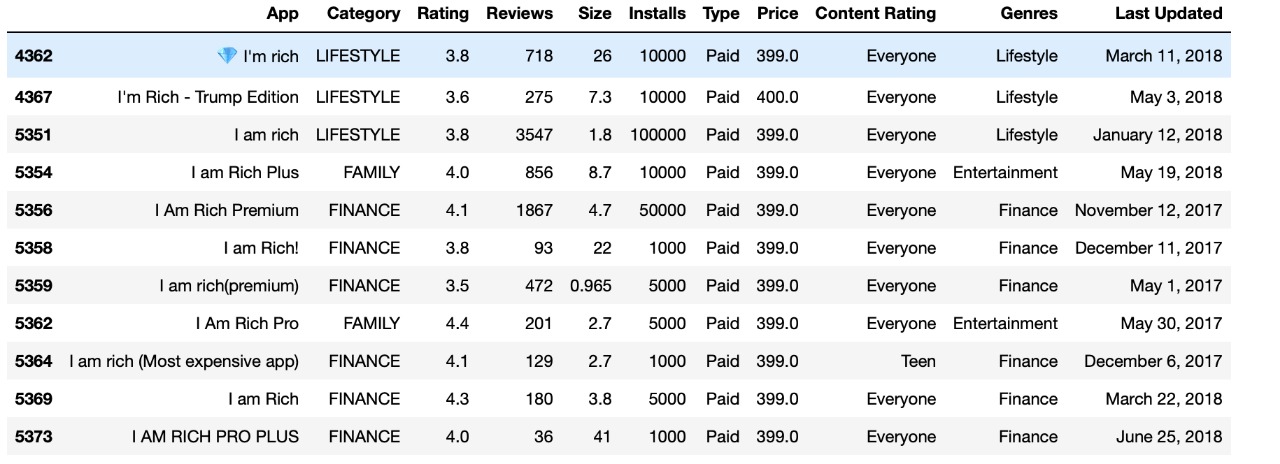 App Category Rating Reviews Size Installs Type Price Content Rating Genres Last Updated
4362 💎 I'm rich LIFESTYLE 3.8 718 26 10000 Paid 399.0 Everyone Lifestyle March 11, 2018
4367 I'm Rich - Trump Edition LIFESTYLE 3.6 275 7.3 10000 Paid 400.0 Everyone Lifestyle May 3, 2018
5351 I am rich LIFESTYLE 3.8 3547 1.8 100000 Paid 399.0 Everyone Lifestyle January 12, 2018
5354 I am Rich Plus FAMILY 4.0 856 8.7 10000 Paid 399.0 Everyone Entertainment May 19, 2018
5356 I Am Rich Premium FINANCE 4.1 1867 4.7 50000 Paid 399.0 Everyone Finance November 12, 2017
5358 I am Rich! FINANCE 3.8 93 22 1000 Paid 399.0 Everyone Finance December 11, 2017
5359 I am rich(premium) FINANCE 3.5 472 0.965 5000 Paid 399.0 Everyone Finance May 1, 2017
5362 I Am Rich Pro FAMILY 4.4 201 2.7 5000 Paid 399.0 Everyone Entertainment May 30, 2017
5364 I am rich (Most expensive app) FINANCE 4.1 129 2.7 1000 Paid 399.0 Teen Finance December 6, 2017
5369 I am Rich FINANCE 4.3 180 3.8 5000 Paid 399.0 Everyone Finance March 22, 2018
5373 I AM RICH PRO PLUS FINANCE 4.0 36 41 1000 Paid 399.0 Everyone Finance June 25, 2018